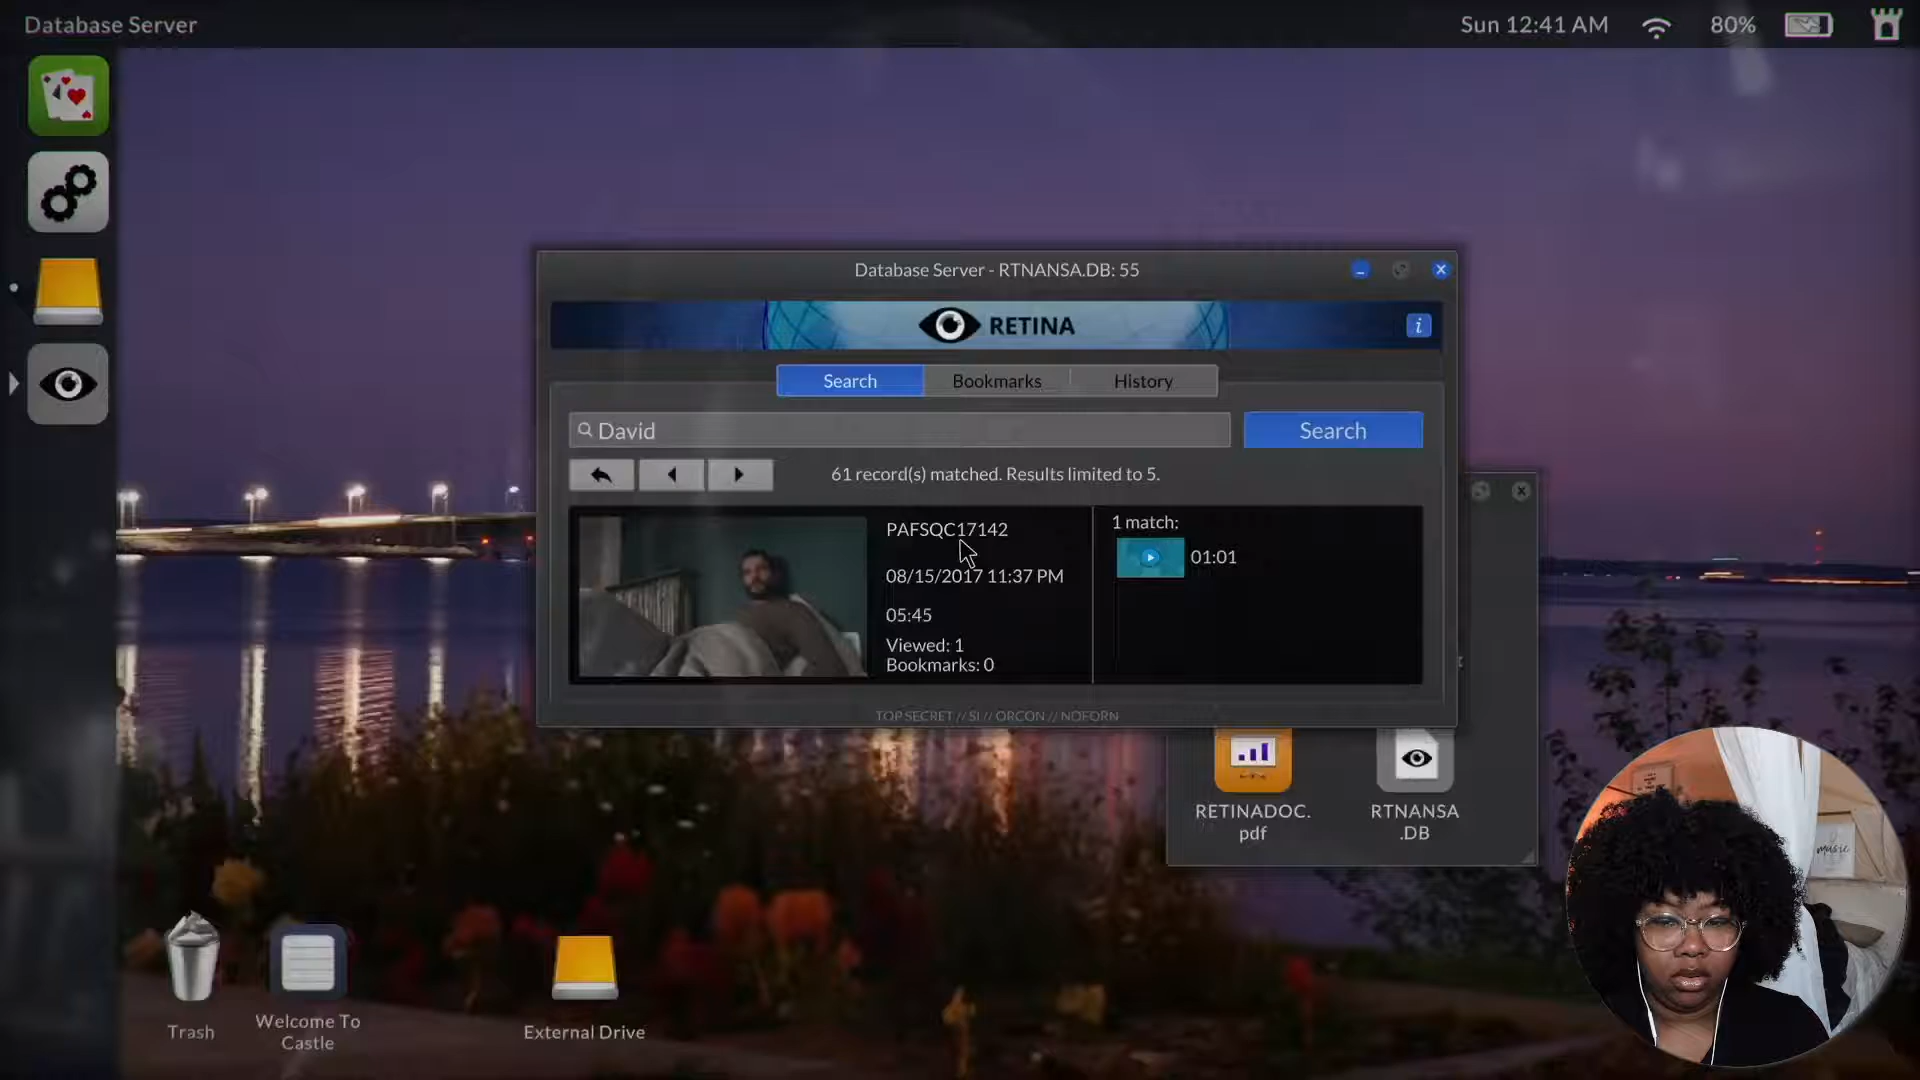 Database Server
Sun 12:41 AM
80%
Database Server - RTNANSA.DB: 55
RETINA
i
Search
Bookmarks
History
David
Search
61 record(s) matched. Results limited to 5.
PAFSQC17142
08/15/2017 11:37 PM
05:45
Viewed: 1
Bookmarks: 0
1 match:
01:01
TOP SECRET // SI // ORCON // NOFORN
RETINADOC.
pdf
RTNANSA
.DB
music
Trash
Welcome To
Castle
External Drive